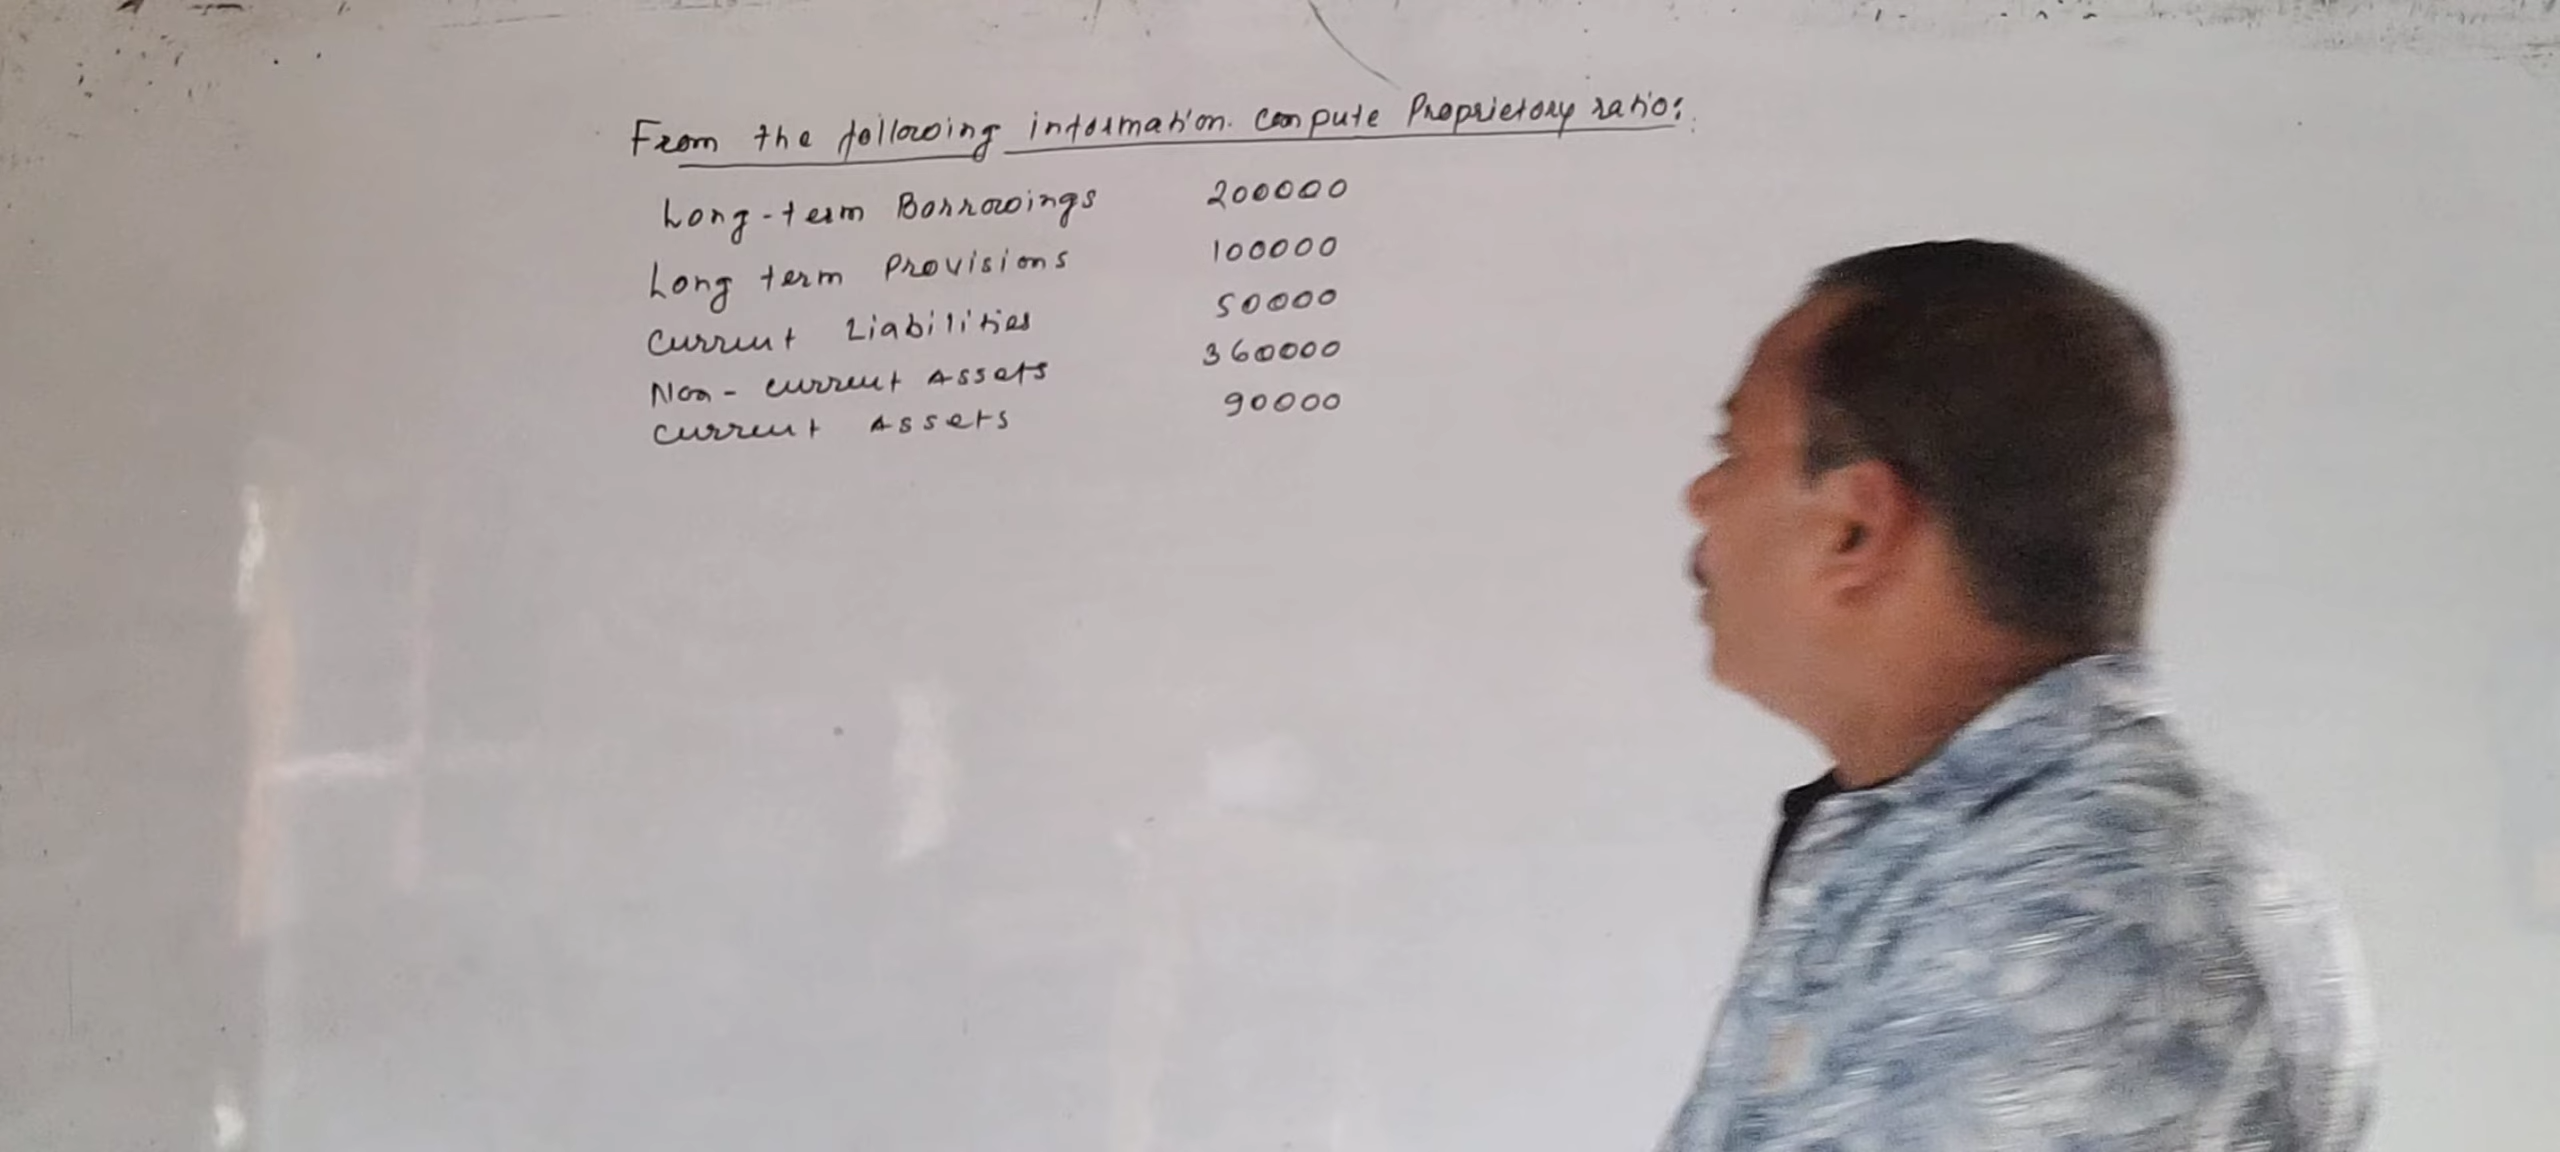 From the following information. Compute Proprietory ratio:
Long-term Borrowings 200000
Long term Provisions 100000
Current Liabilities 50000
Non-current Assets 360000
Current Assets 90000